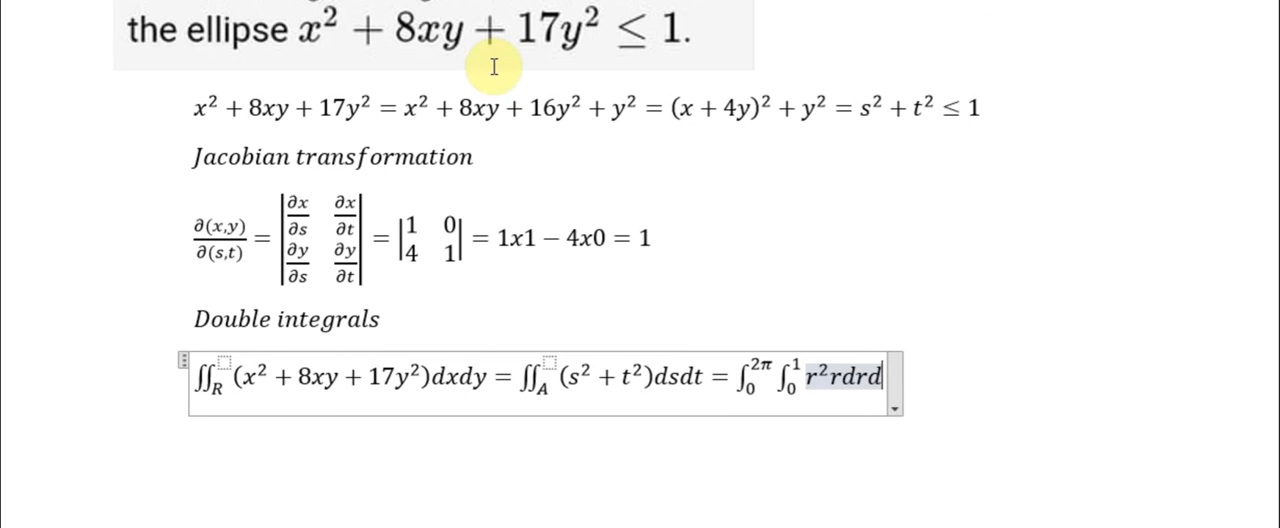 the ellipse x² + 8xy + 17y² ≤ 1.
x² + 8xy + 17y² = x² + 8xy + 16y² + y² = (x + 4y)² + y² = s² + t² ≤ 1
Jacobian transformation
∂(x,y)/∂(s,t) = |∂x/∂s ∂x/∂t ∂y/∂s ∂y/∂t| = |1 0 4 1| = 1x1 − 4x0 = 1
Double integrals
∬_R (x² + 8xy + 17y²)dxdy = ∬_A (s² + t²)dsdt = ∫₀^2π ∫₀^1 r²rdrd